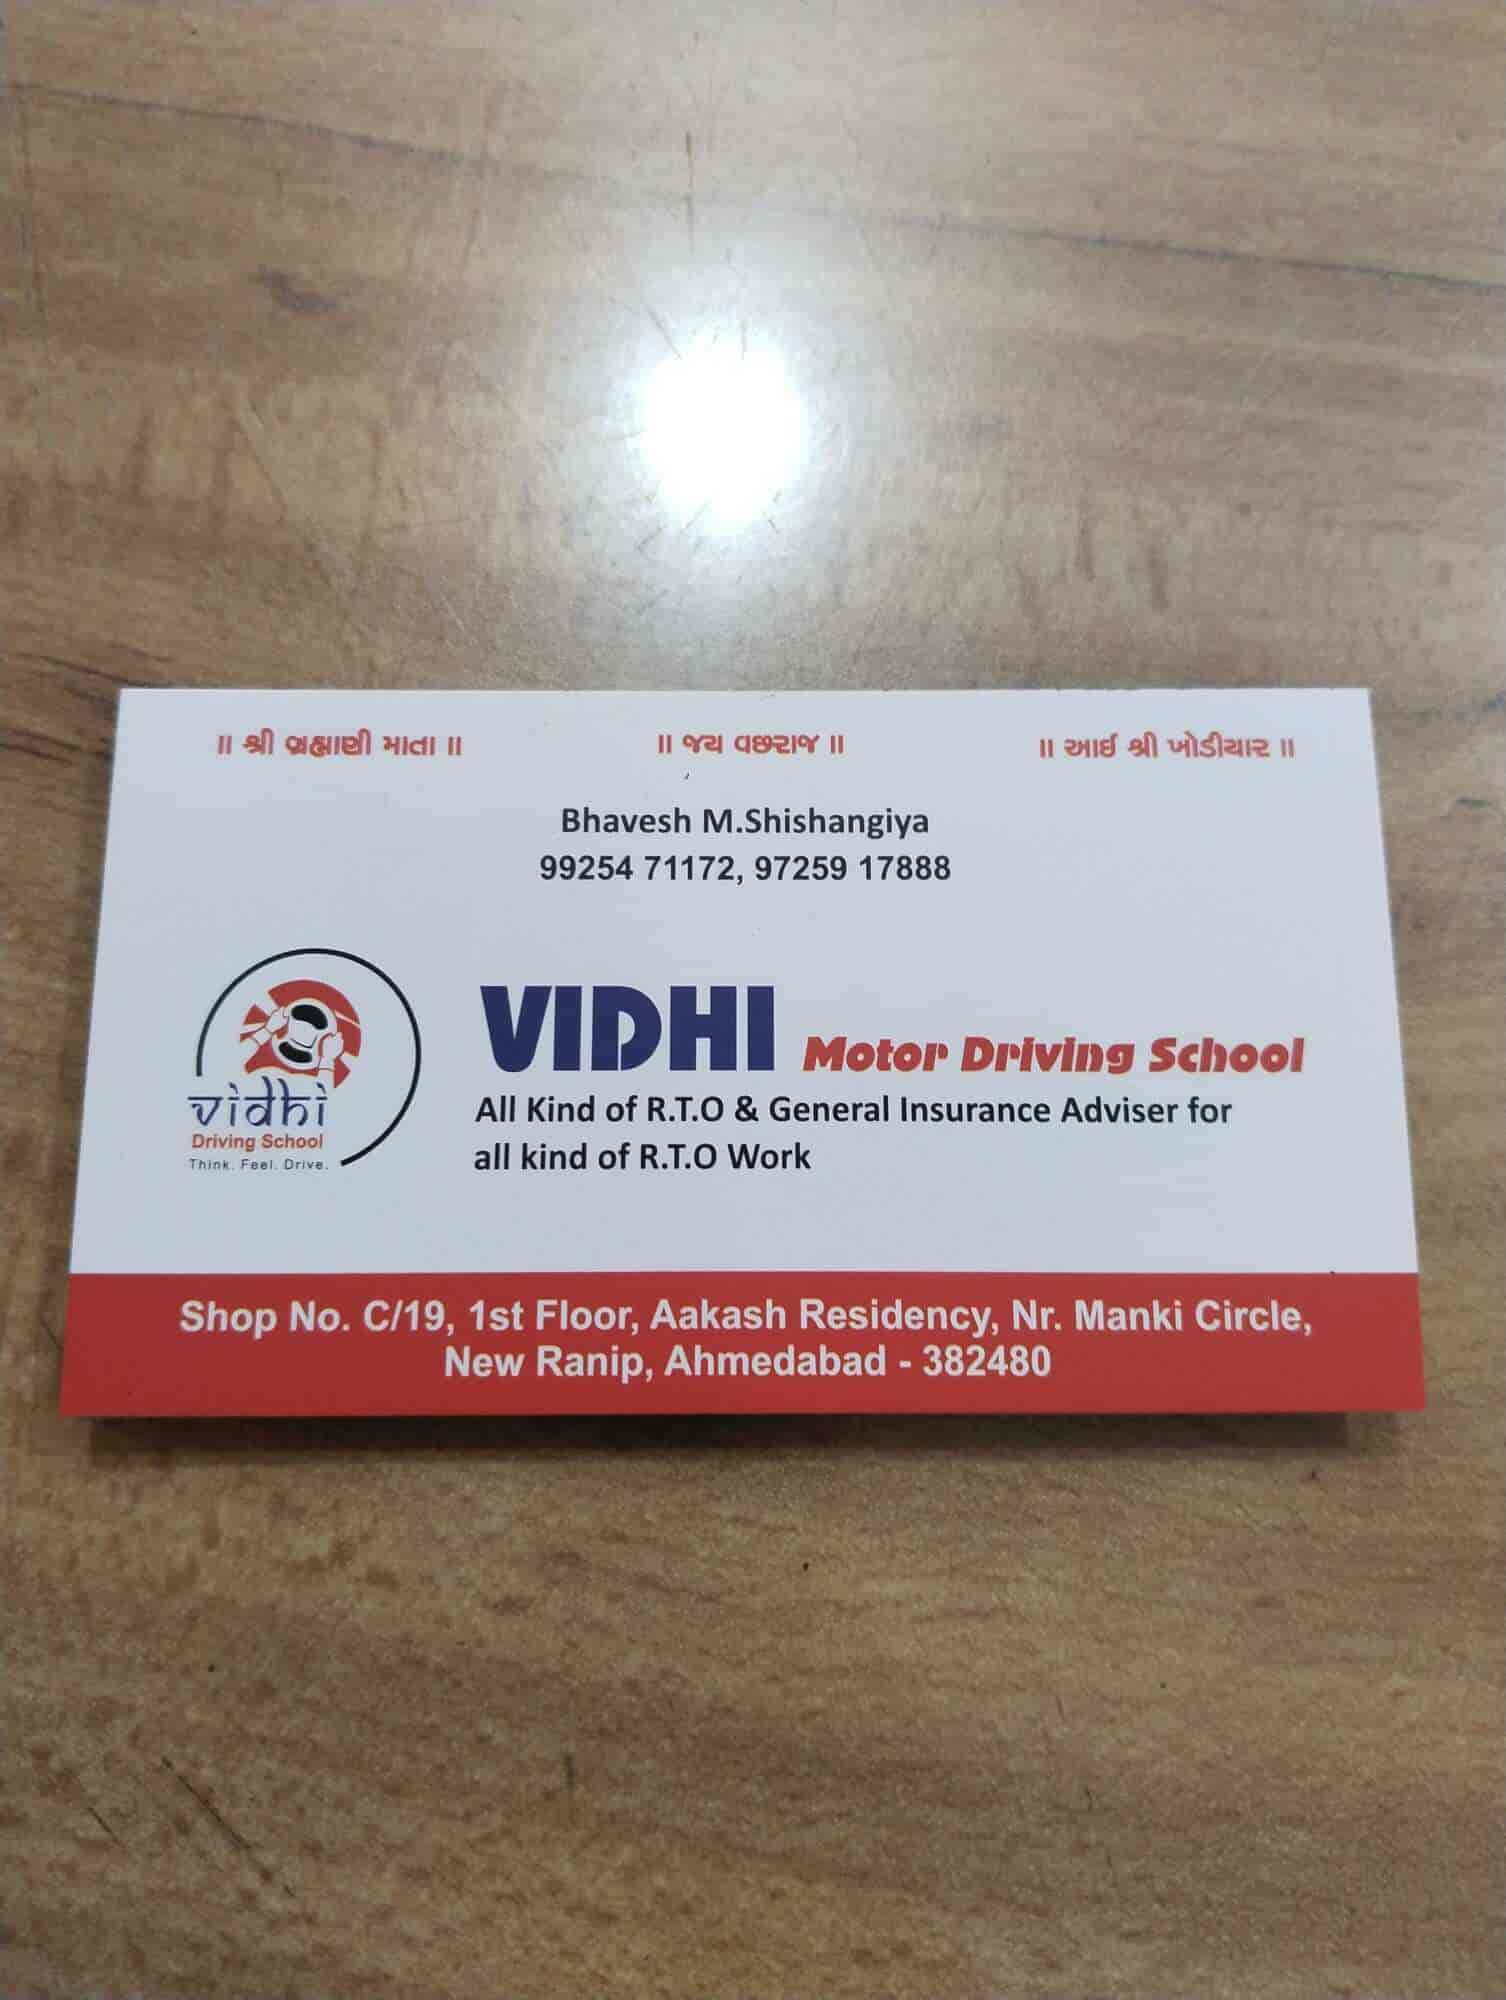 ॥ શ્રી બ્રહ્માણી માતા ॥ ॥ જય વછરાજ ॥ ॥ આઈ શ્રી ખોડીયાર ॥
Bhavesh M.Shishangiya
99254 71172, 97259 17888
vidhi
Driving School
Think. Feel. Drive.
VIDHI Motor Driving School
All Kind of R.T.O & General Insurance Adviser for
all kind of R.T.O Work
Shop No. C/19, 1st Floor, Aakash Residency, Nr. Manki Circle,
New Ranip, Ahmedabad - 382480